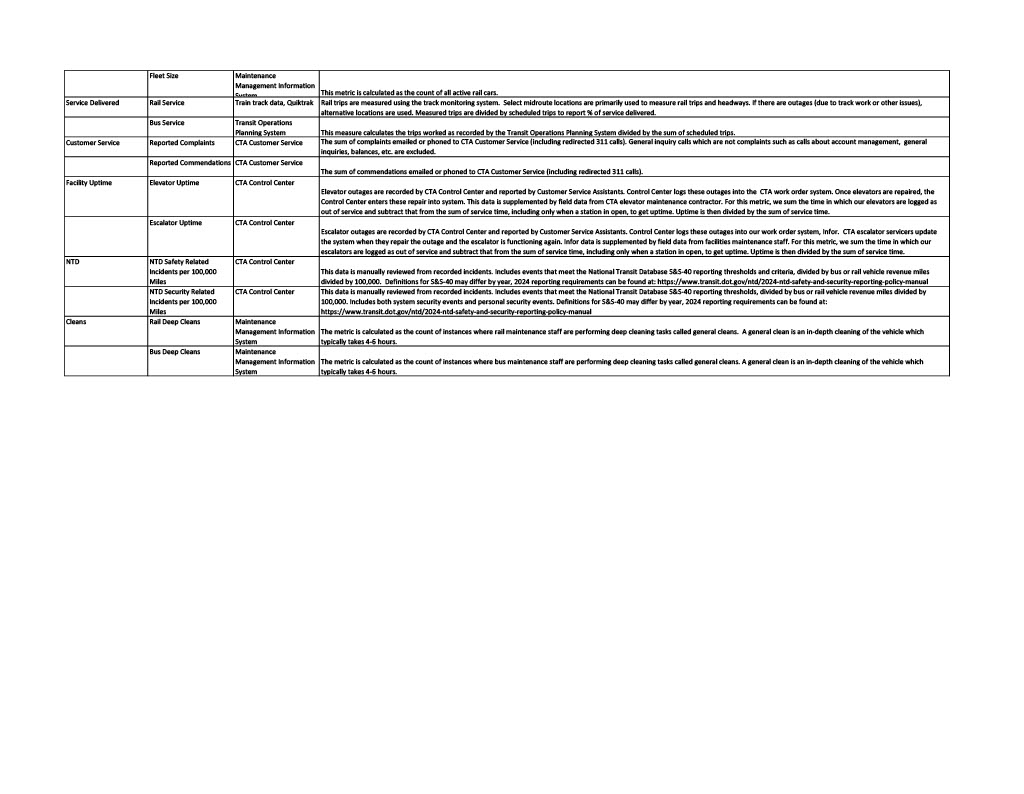 Fleet Size
Maintenance
Management Information
System
This metric is calculated as the count of all active rail cars.
Service Delivered
Rail Service
Train track data, Quiktrak
Rail trips are measured using the track monitoring system.  Select midroute locations are primarily used to measure rail trips and headways. If there are outages (due to track work or other issues),
alternative locations are used. Measured trips are divided by scheduled trips to report % of service delivered.
Bus Service
Transit Operations
Planning System
This measure calculates the trips worked as recorded by the Transit Operations Planning System divided by the sum of scheduled trips.
Customer Service
Reported Complaints
CTA Customer Service
The sum of complaints emailed or phoned to CTA Customer Service (including redirected 311 calls). General inquiry calls which are not complaints such as calls about account management,  general
inquiries, balances, etc. are excluded.
Reported Commendations
CTA Customer Service
The sum of commendations emailed or phoned to CTA Customer Service (including redirected 311 calls).
Facility Uptime
Elevator Uptime
CTA Control Center
Elevator outages are recorded by CTA Control Center and reported by Customer Service Assistants. Control Center logs these outages into the  CTA work order system. Once elevators are repaired, the
Control Center enters these repair into system. This data is supplemented by field data from CTA elevator maintenance contractor. For this metric, we sum the time in which our elevators are logged as
out of service and subtract that from the sum of service time, including only when a station in open, to get uptime. Uptime is then divided by the sum of service time.
Escalator Uptime
CTA Control Center
Escalator outages are recorded by CTA Control Center and reported by Customer Service Assistants. Control Center logs these outages into our work order system, Infor.  CTA escalator servicers update
the system when they repair the outage and the escalator is functioning again. Infor data is supplemented by field data from facilities maintenance staff. For this metric, we sum the time in which our
escalators are logged as out of service and subtract that from the sum of service time, including only when a station in open, to get uptime. Uptime is then divided by the sum of service time.
NTD
NTD Safety Related
Incidents per 100,000
Miles
CTA Control Center
This data is manually reviewed from recorded incidents. Includes events that meet the National Transit Database S&S-40 reporting thresholds and criteria, divided by bus or rail vehicle revenue miles
divided by 100,000.  Definitions for S&S-40 may differ by year, 2024 reporting requirements can be found at: https://www.transit.dot.gov/ntd/2024-ntd-safety-and-security-reporting-policy-manual
NTD Security Related
Incidents per 100,000
Miles
CTA Control Center
This data is manually reviewed from recorded incidents. Includes events that meet the National Transit Database S&S-40 reporting thresholds, divided by bus or rail vehicle revenue miles divided by
100,000. Includes both system security events and personal security events. Definitions for S&S-40 may differ by year, 2024 reporting requirements can be found at:
https://www.transit.dot.gov/ntd/2024-ntd-safety-and-security-reporting-policy-manual
Cleans
Rail Deep Cleans
Maintenance
Management Information
System
The metric is calculated as the count of instances where rail maintenance staff are performing deep cleaning tasks called general cleans.  A general clean is an in-depth cleaning of the vehicle which
typically takes 4-6 hours.
Bus Deep Cleans
Maintenance
Management Information
System
The metric is calculated as the count of instances where bus maintenance staff are performing deep cleaning tasks called general cleans. A general clean is an in-depth cleaning of the vehicle which
typically takes 4-6 hours.